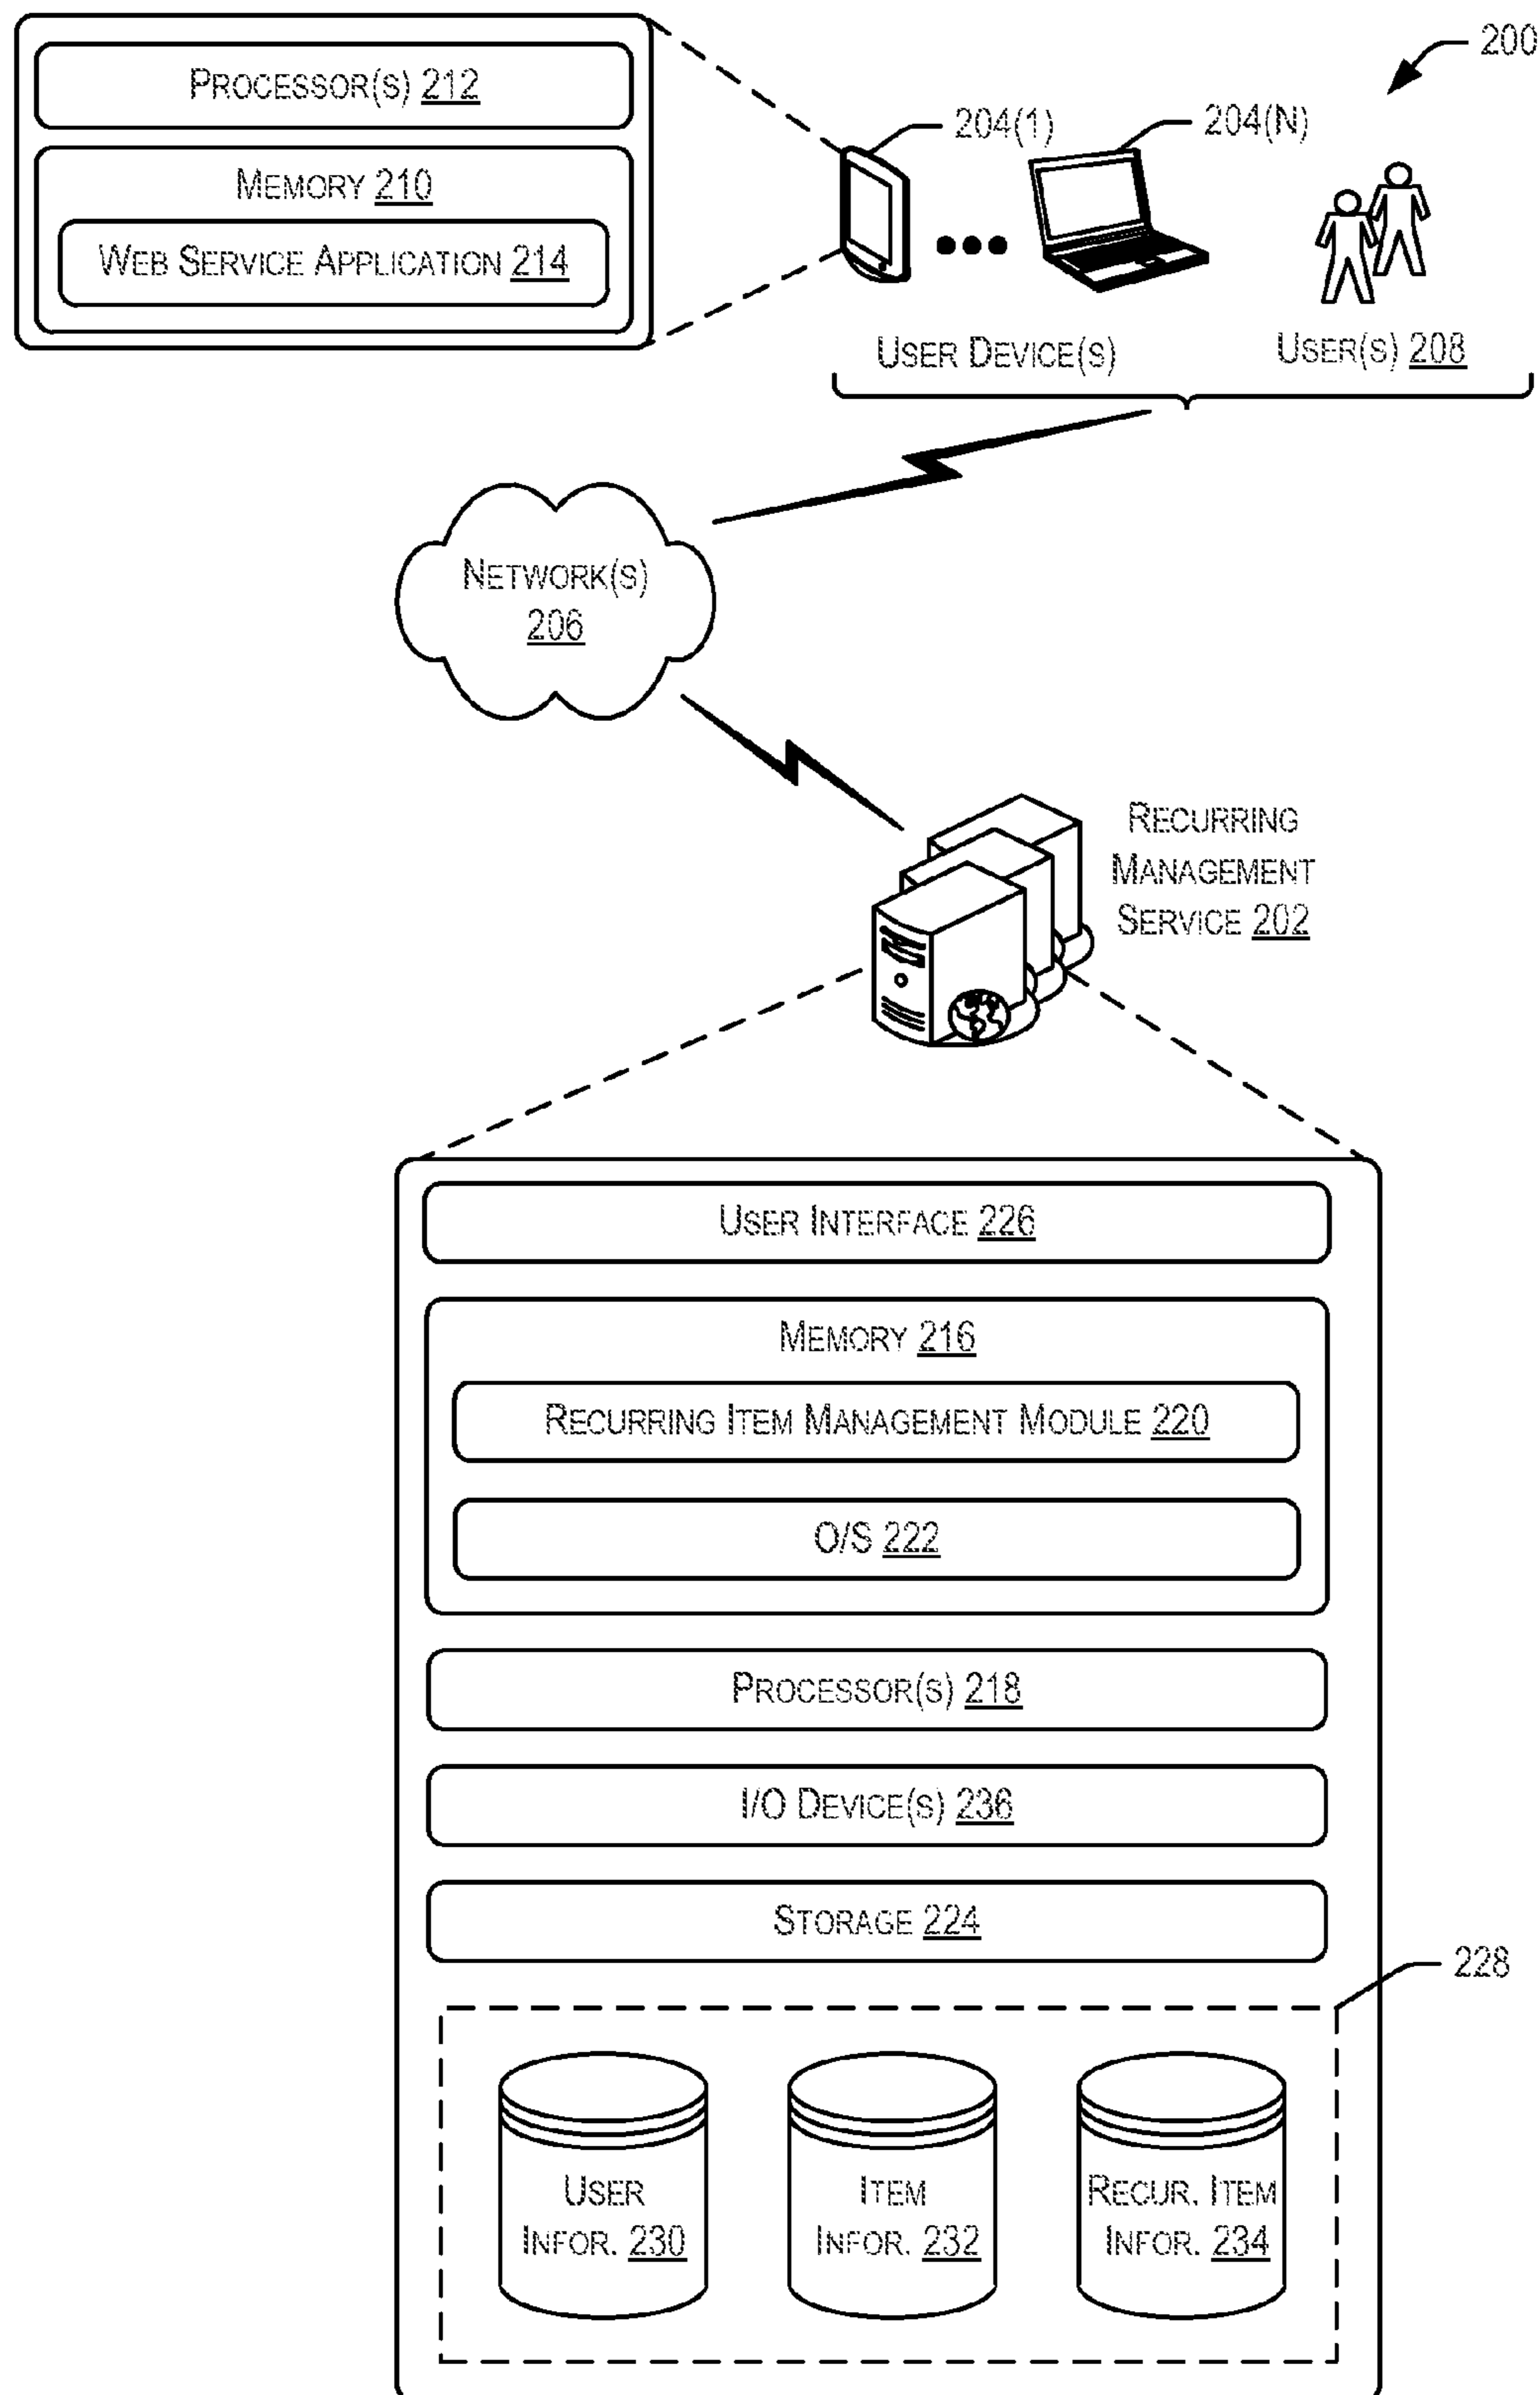 200
PROCESSOR(S) 212
204(1)
204(N)
MEMORY 210
WEB SERVICE APPLICATION 214
USER DEVICE(S)
USER(S) 208
NETWORK(S)
206
RECURRING
MANAGEMENT
SERVICE 202
USER INTERFACE 226
MEMORY 216
RECURRING ITEM MANAGEMENT MODULE 220
O/S 222
PROCESSOR(S) 218
I/O DEVICE(S) 236
STORAGE 224
228
USER
INFOR. 230
ITEM
INFOR. 232
RECUR. ITEM
INFOR. 234